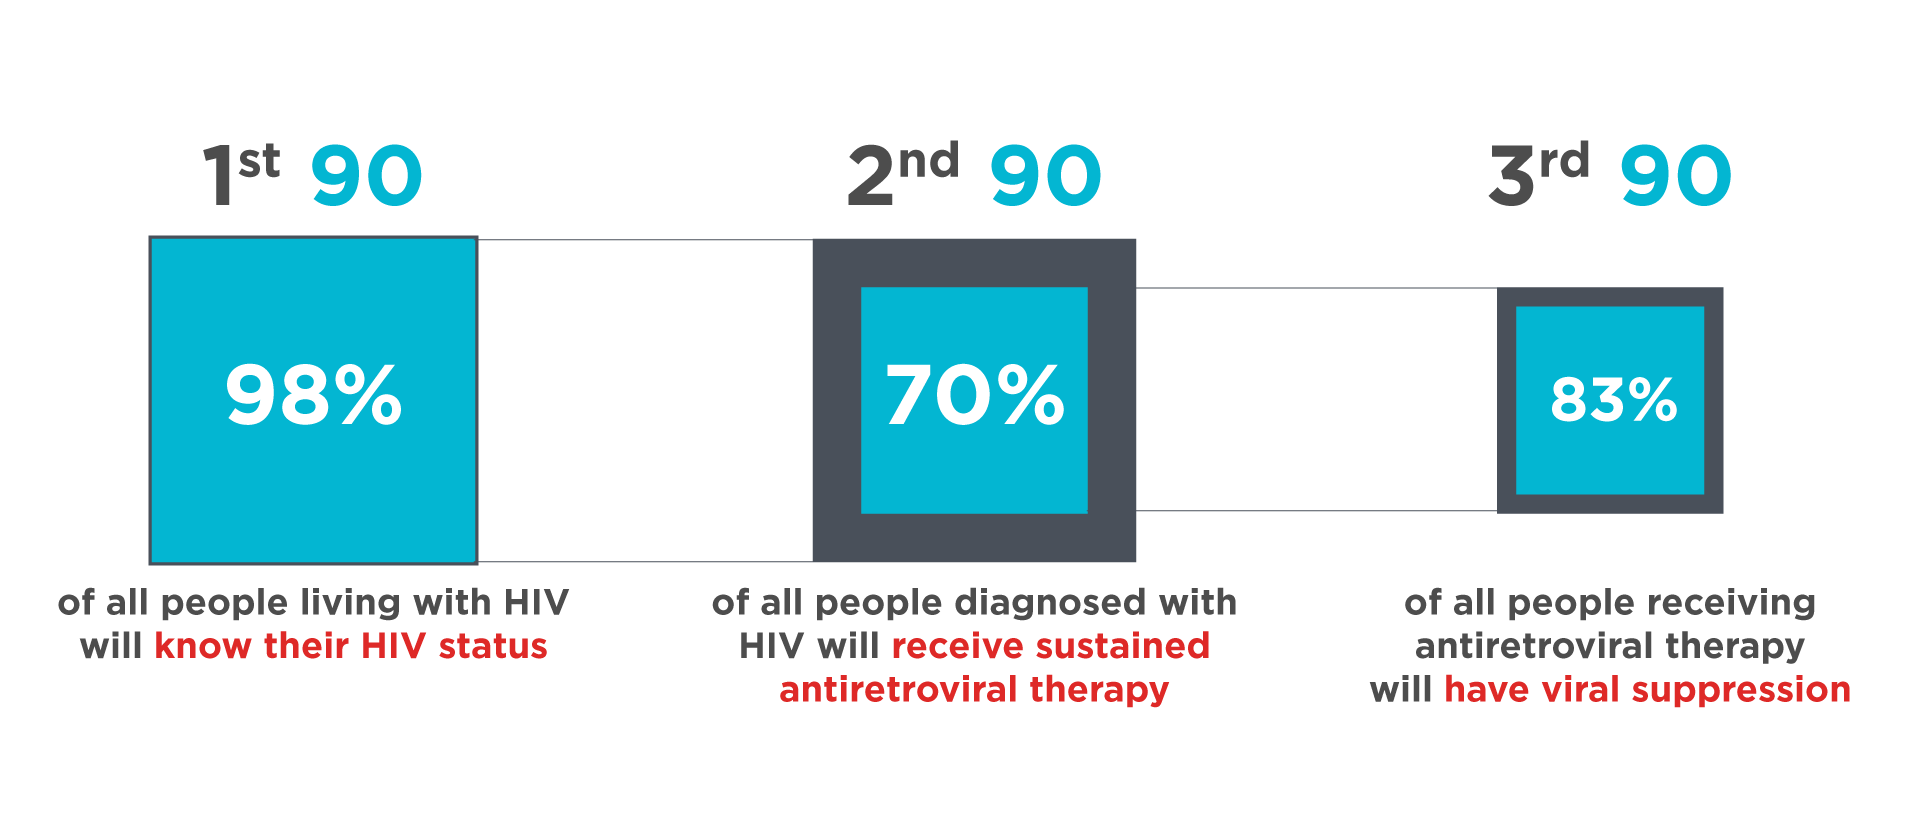 1st 90
98%
of all people living with HIV
will know their HIV status
2nd 90
70%
of all people diagnosed with
HIV will receive sustained
antiretroviral therapy
3rd 90
83%
of all people receiving
antiretroviral therapy
will have viral suppression